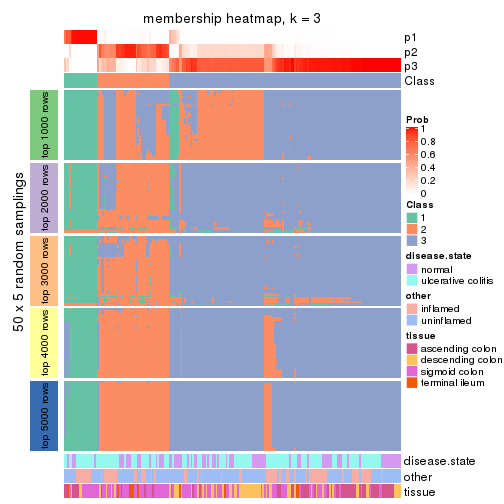 membership heatmap, k = 3
p1
p2
p3
Class
50 x 5 random samplings
top 1000 rows
top 2000 rows
top 3000 rows
top 4000 rows
top 5000 rows
Prob
1
0.8
0.6
0.4
0.2
0
Class
1
2
3
disease.state
normal
ulcerative colitis
other
inflamed
uninflamed
tissue
ascending colon
descending colon
sigmoid colon
terminal ileum
disease.state
other
tissue